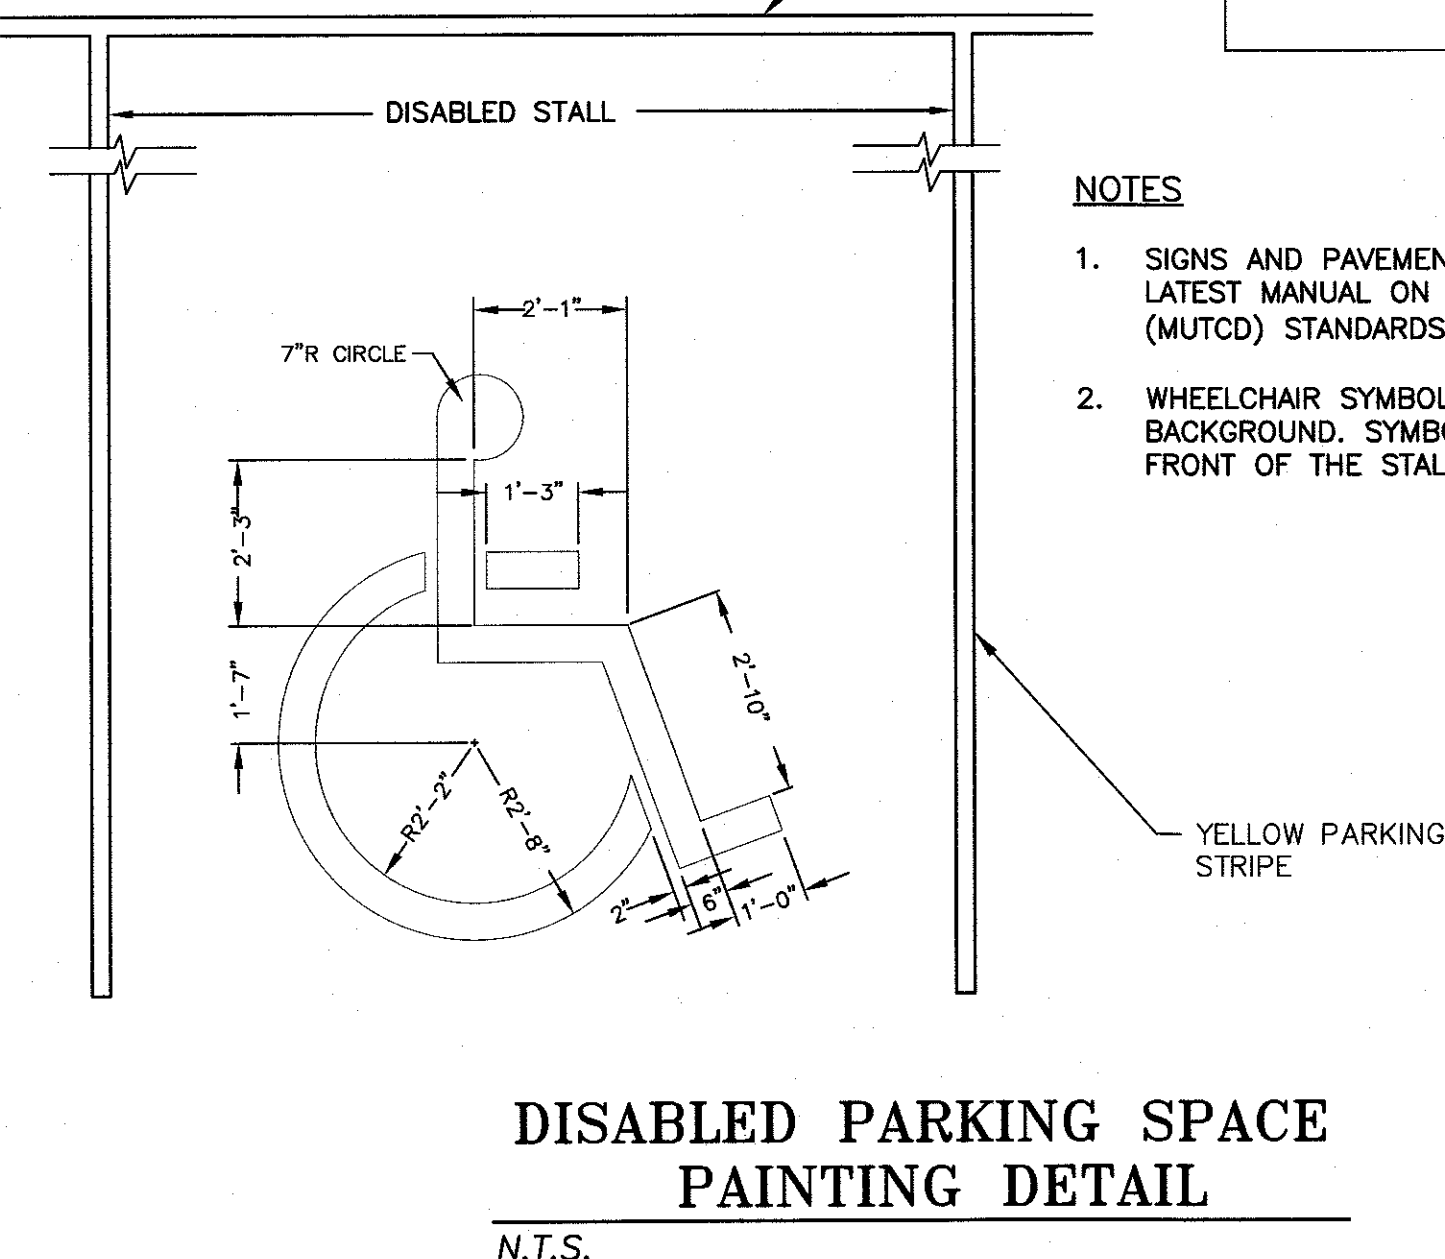 DISABLED STALL
NOTES
1. SIGNS AND PAVEMEN
LATEST MANUAL ON
(MUTCD) STANDARDS
2. WHEELCHAIR SYMBOL
BACKGROUND. SYMBO
FRONT OF THE STAL
2'-1"
7"R CIRCLE
1'-3"
2'-3"
1'-7"
2'-10"
R2'-2"
R2'-8"
2"
6"
1'-0"
YELLOW PARKING
STRIPE
DISABLED PARKING SPACE
PAINTING DETAIL
N.T.S.